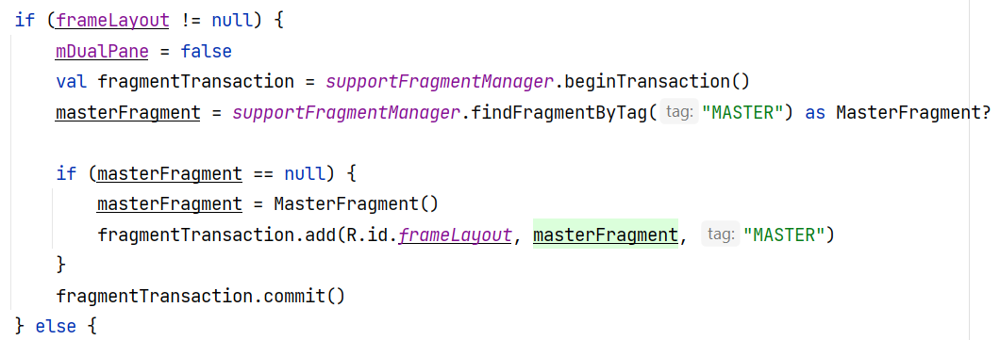 if (frameLayout != null) {
    mDualPane = false
    val fragmentTransaction = supportFragmentManager.beginTransaction()
    masterFragment = supportFragmentManager.findFragmentByTag( tag: "MASTER") as MasterFragment?

    if (masterFragment == null) {
        masterFragment = MasterFragment()
        fragmentTransaction.add(R.id.frameLayout, masterFragment, tag: "MASTER")
    }
    fragmentTransaction.commit()
} else {